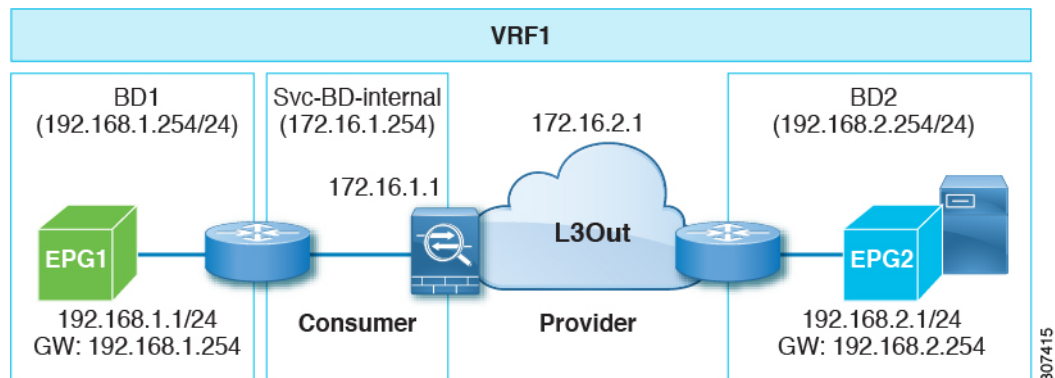 VRF1
BD1
(192.168.1.254/24)
Svc-BD-internal
(172.16.1.254)
172.16.2.1
BD2
(192.168.2.254/24)
172.16.1.1
EPG1
L3Out
EPG2
192.168.1.1/24
GW: 192.168.1.254
Consumer
Provider
192.168.2.1/24
GW: 192.168.2.254
307415